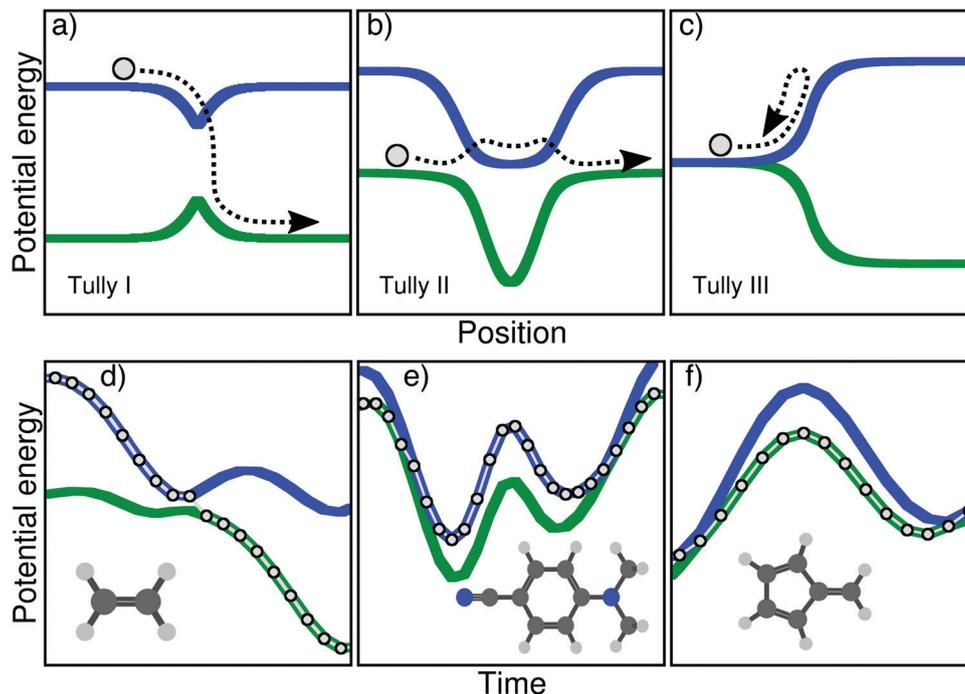 a)
b)
c)
Potential energy
Tully I
Tully II
Tully III
Position
d)
e)
f)
Potential energy
Time